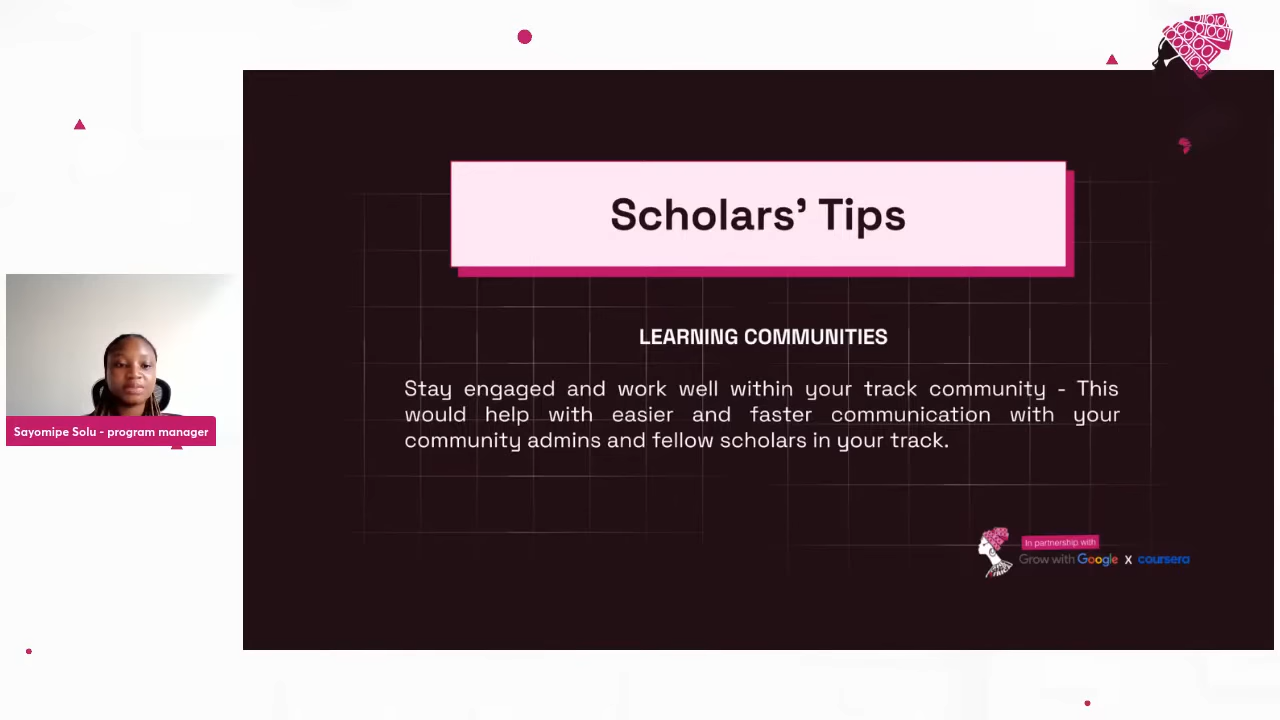 Scholars’ Tips
LEARNING COMMUNITIES
Stay engaged and work well within your track community - This
would help with easier and faster communication with your
community admins and fellow scholars in your track.
Sayomipe Solu - program manager
In partnership with
Grow with Google X coursera